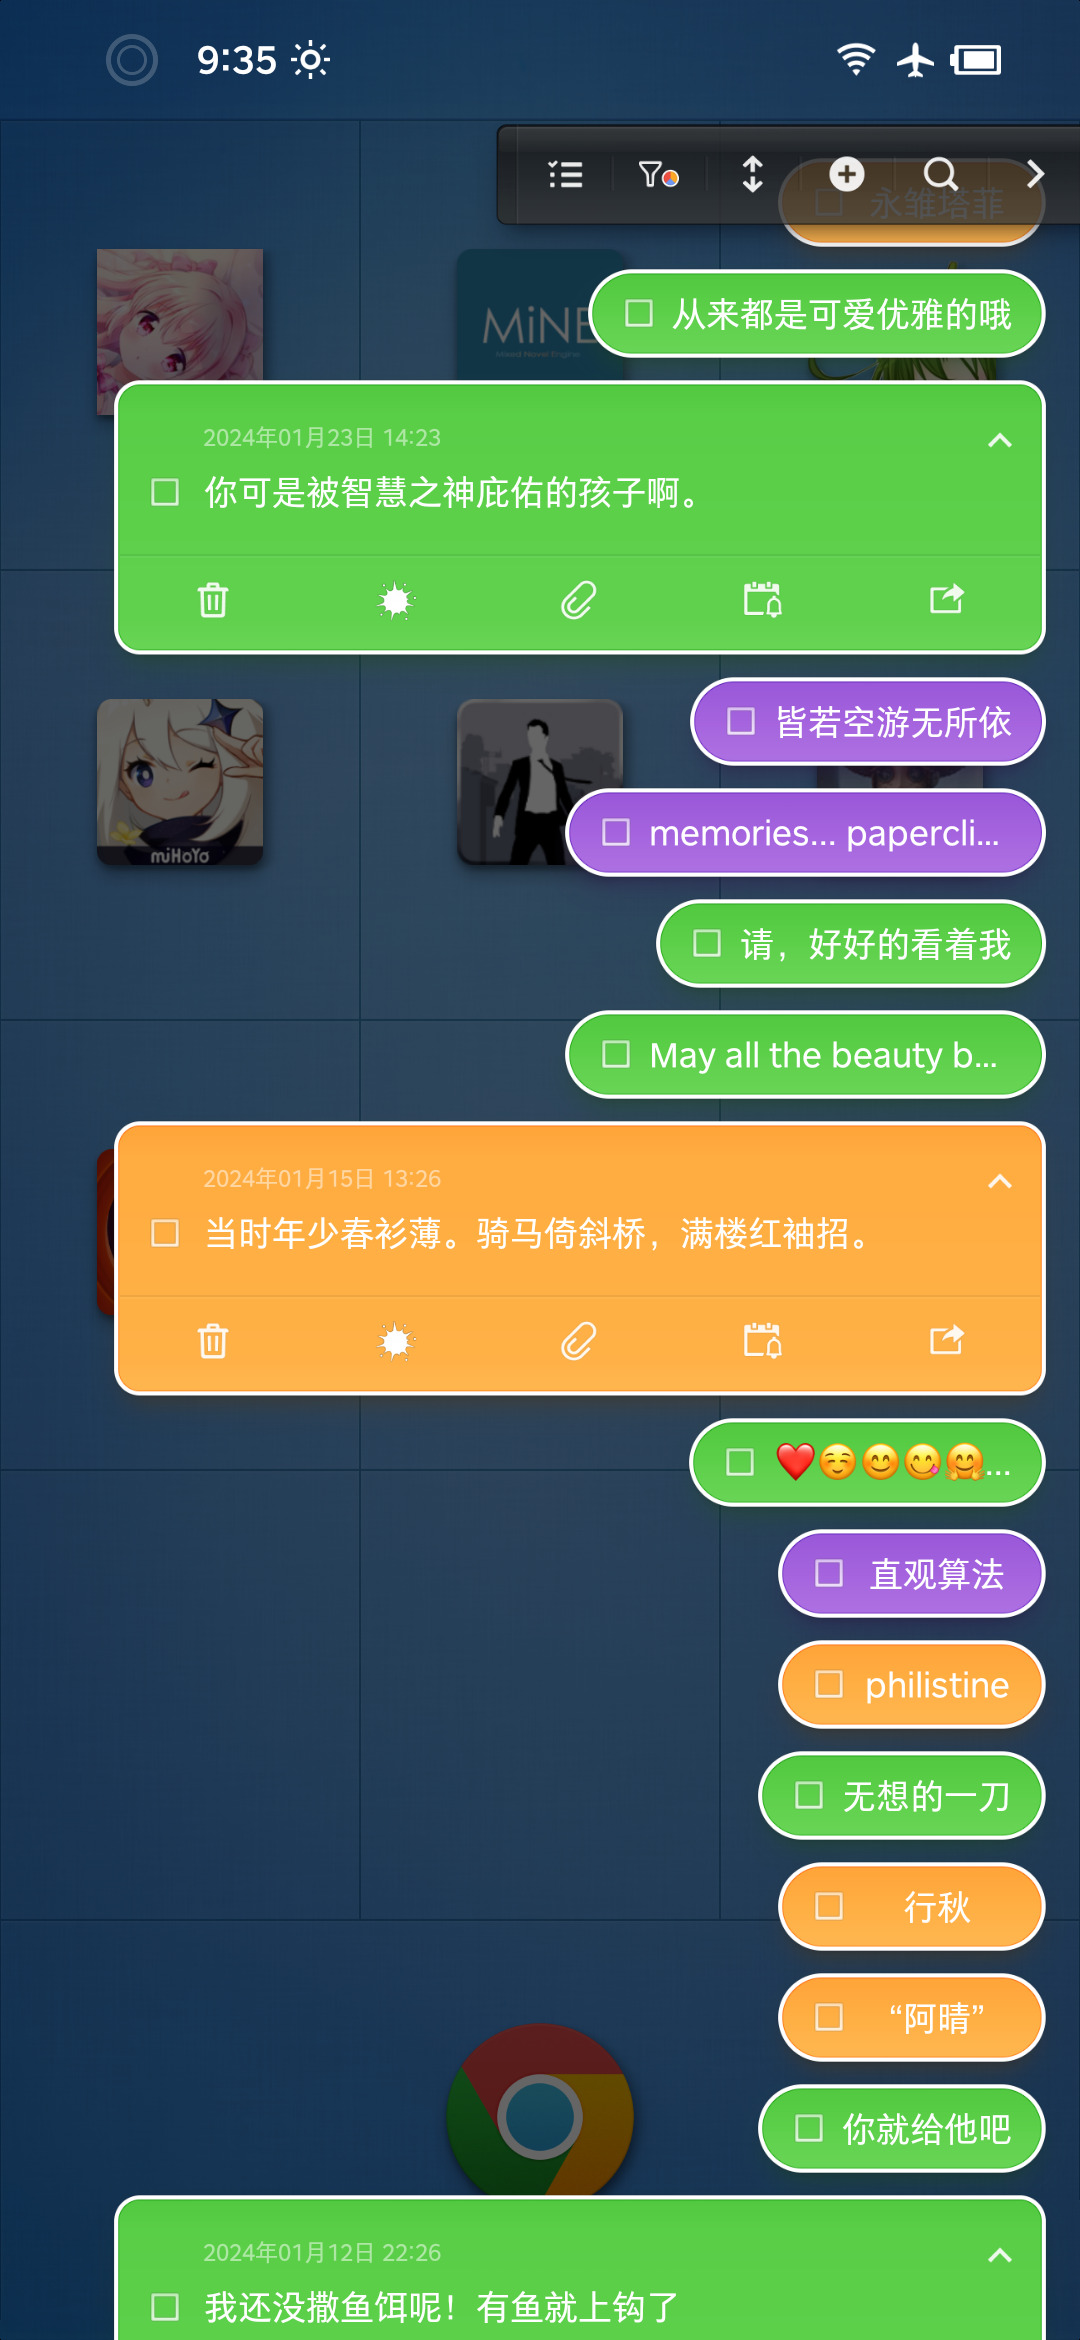 9:35
永雏塔菲
MiNE
Mixed Novel Engine
从来都是可爱优雅的哦
2024年01月23日 14:23
你可是被智慧之神庇佑的孩子啊。
皆若空游无所依
miHoYo
memories... papercli...
请，好好的看着我
May all the beauty b...
2024年01月15日 13:26
当时年少春衫薄。骑马倚斜桥，满楼红袖招。
❤️☺️😊😋🤗...
直观算法
philistine
无想的一刀
行秋
“阿晴”
你就给他吧
2024年01月12日 22:26
我还没撒鱼饵呢！有鱼就上钩了